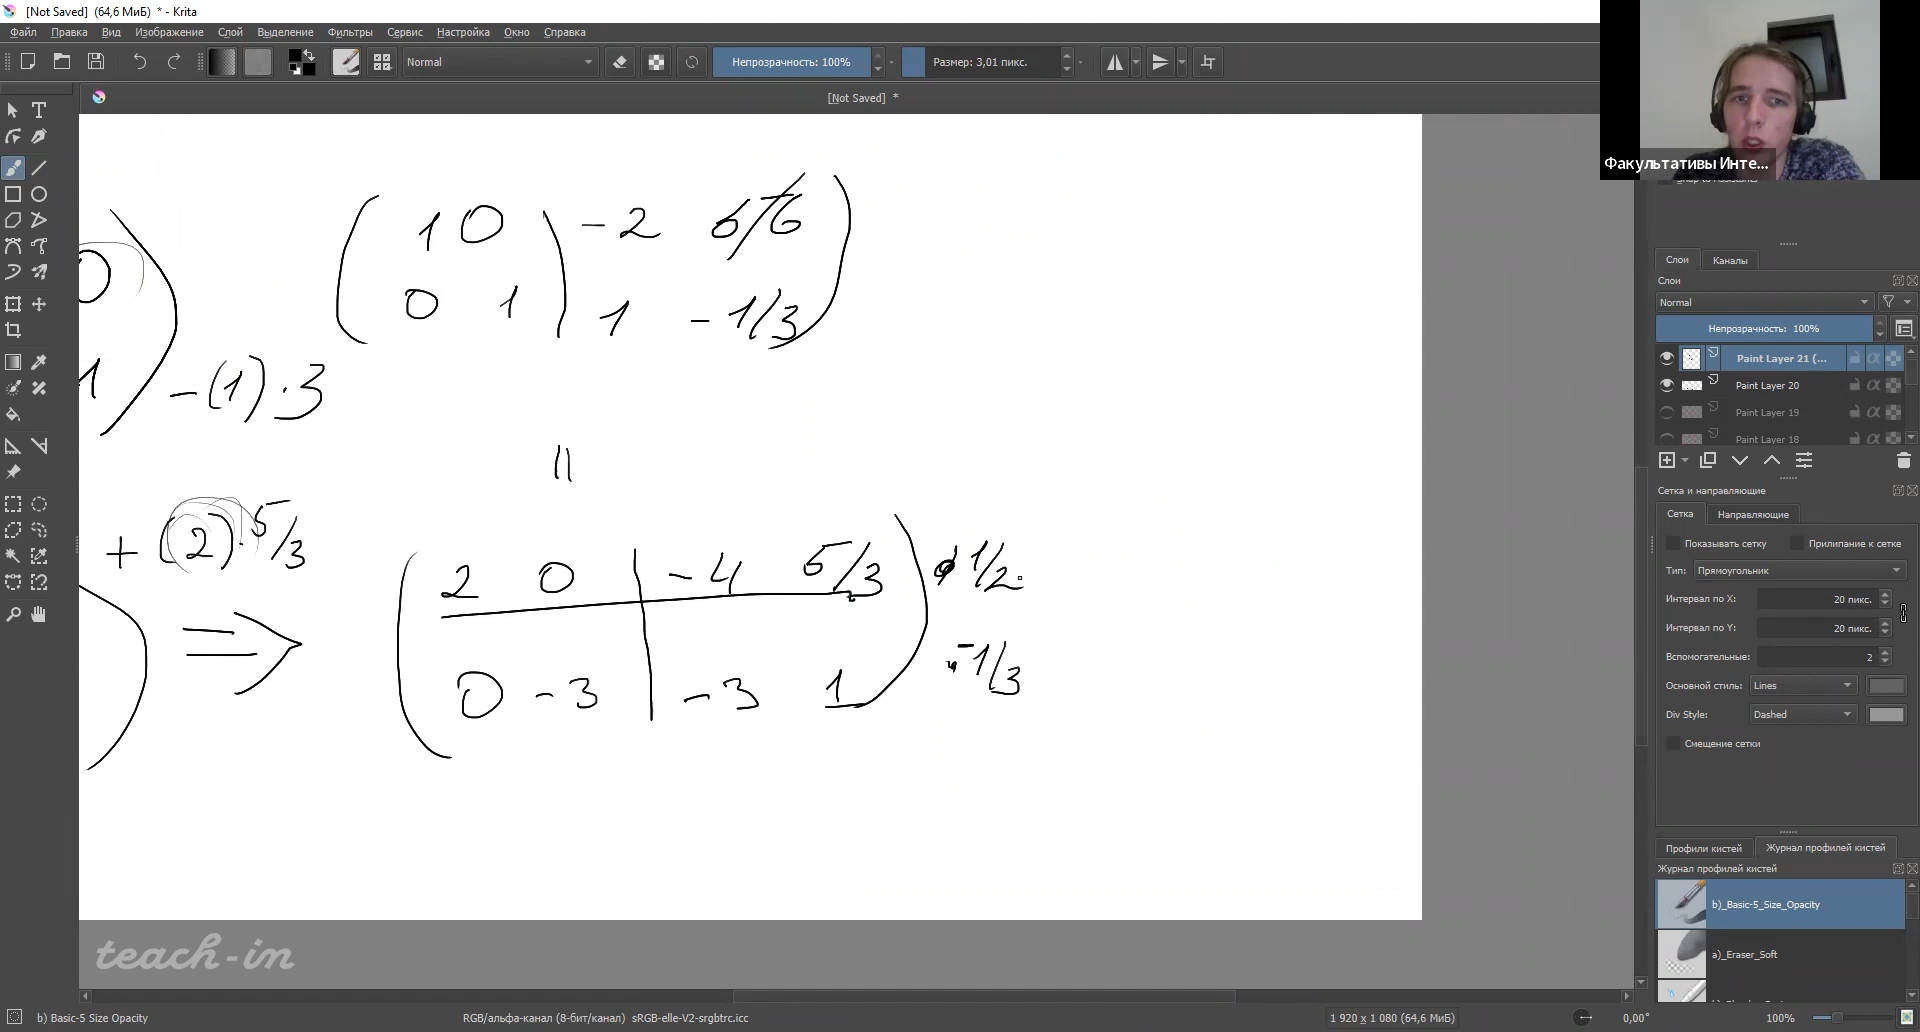 [Not Saved] (64,6 МиБ) * - Krita
Файл Правка Вид Изображение Слой Выделение Фильтры Сервис Настройка Окно Справка
Normal Непрозрачность: 100% Размер: 3,01 пикс.
[Not Saved] *
Факультативы Инте...
1 0 | -2 5/6
0 1 | 1 -1/3
0
1
-(1)·3
||
+ (2)·5/3
⇒
2 0 | -4 5/3
0 -3 | -3 1
1/2
-1/3
teach-in
Слои Каналы
Слои
Normal
Непрозрачность: 100%
Paint Layer 21 (...
Paint Layer 20
Paint Layer 19
Paint Layer 18
Сетка и направляющие
Сетка Направляющие
Показывать сетку Прилипание к сетке
Тип: Прямоугольник
Интервал по X: 20 пикс.
Интервал по Y: 20 пикс.
Вспомогательные: 2
Основной стиль: Lines
Div Style: Dashed
Смещение сетки
Профили кистей Журнал профилей кистей
Журнал профилей кистей
b)_Basic-5_Size_Opacity
a)_Eraser_Soft
b) Basic-5 Size Opacity
RGB/альфа-канал (8-бит/канал) sRGB-elle-V2-srgbtrc.icc
1 920 x 1 080 (64,6 МиБ)
0,00°
100%